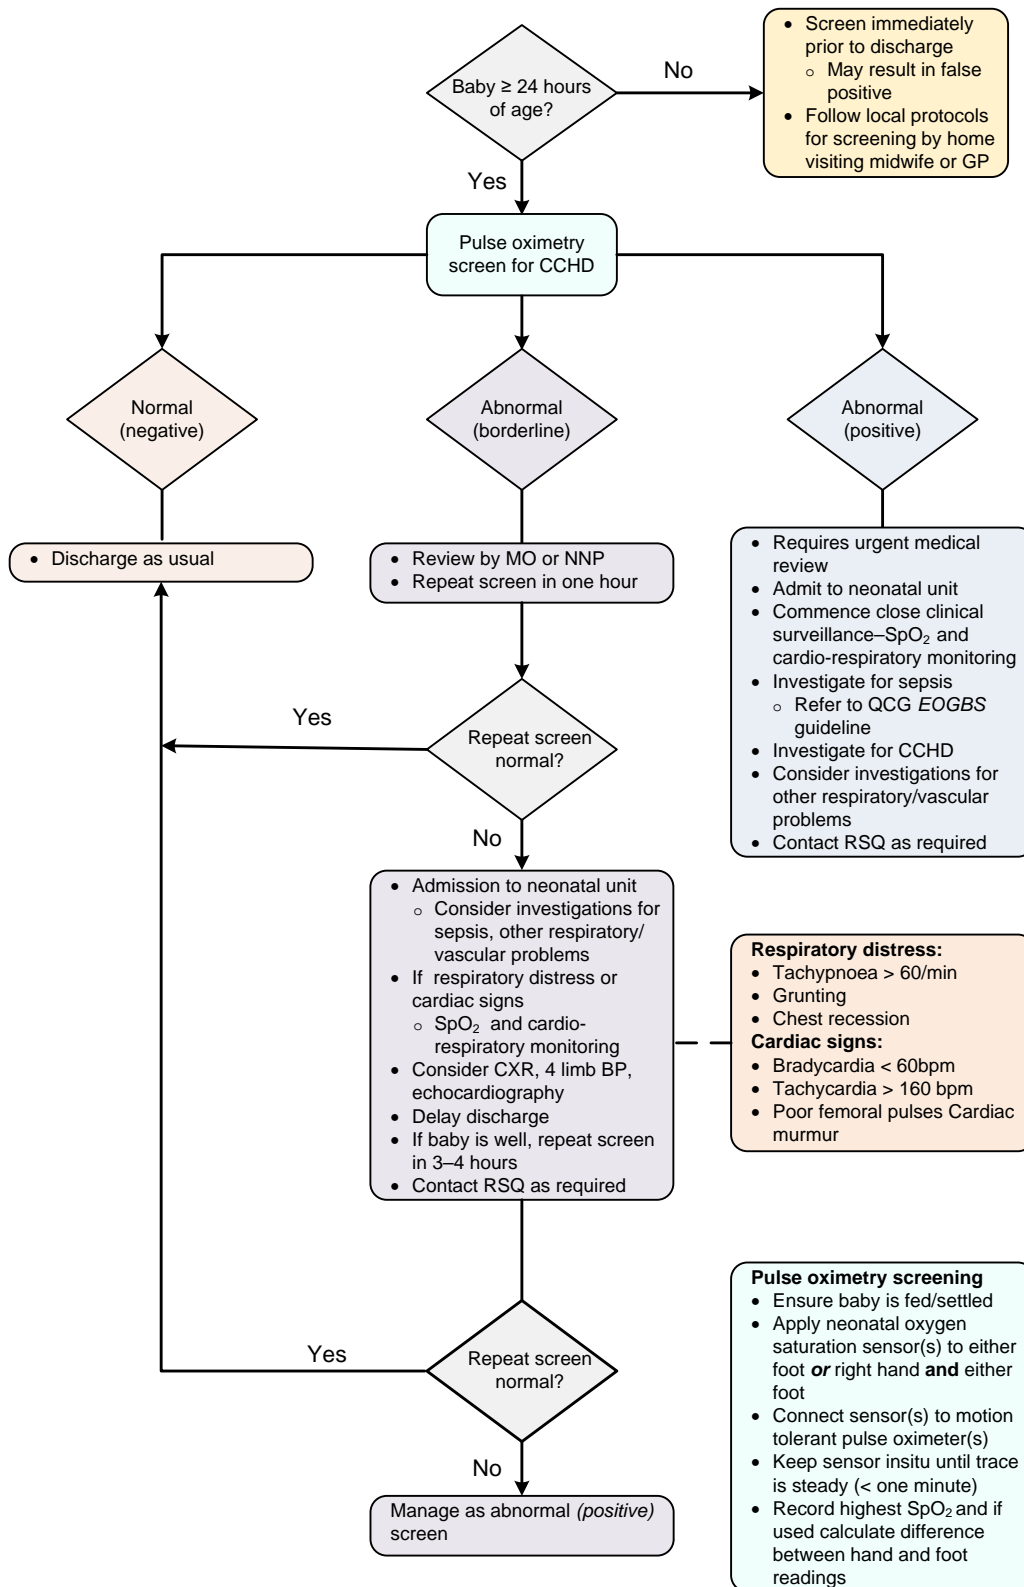 Baby ≥ 24 hours
of age?
No
• Screen immediately
prior to discharge
o May result in false
positive
• Follow local protocols
for screening by home
visiting midwife or GP
Yes
Pulse oximetry
screen for CCHD
Normal
(negative)
Abnormal
(borderline)
Abnormal
(positive)
• Discharge as usual
• Review by MO or NNP
• Repeat screen in one hour
• Requires urgent medical
review
• Admit to neonatal unit
• Commence close clinical
surveillance–SpO₂ and
cardio-respiratory monitoring
• Investigate for sepsis
o Refer to QCG EOGBS
guideline
• Investigate for CCHD
• Consider investigations for
other respiratory/vascular
problems
• Contact RSQ as required
Repeat screen
normal?
Yes
No
• Admission to neonatal unit
o Consider investigations for
sepsis, other respiratory/
vascular problems
• If respiratory distress or
cardiac signs
o SpO₂ and cardio-
respiratory monitoring
• Consider CXR, 4 limb BP,
echocardiography
• Delay discharge
• If baby is well, repeat screen
in 3–4 hours
• Contact RSQ as required
Respiratory distress:
• Tachypnoea > 60/min
• Grunting
• Chest recession
Cardiac signs:
• Bradycardia < 60bpm
• Tachycardia > 160 bpm
• Poor femoral pulses Cardiac
murmur
Repeat screen
normal?
Yes
No
Manage as abnormal (positive)
screen
Pulse oximetry screening
• Ensure baby is fed/settled
• Apply neonatal oxygen
saturation sensor(s) to either
foot or right hand and either
foot
• Connect sensor(s) to motion
tolerant pulse oximeter(s)
• Keep sensor insitu until trace
is steady (< one minute)
• Record highest SpO₂ and if
used calculate difference
between hand and foot
readings